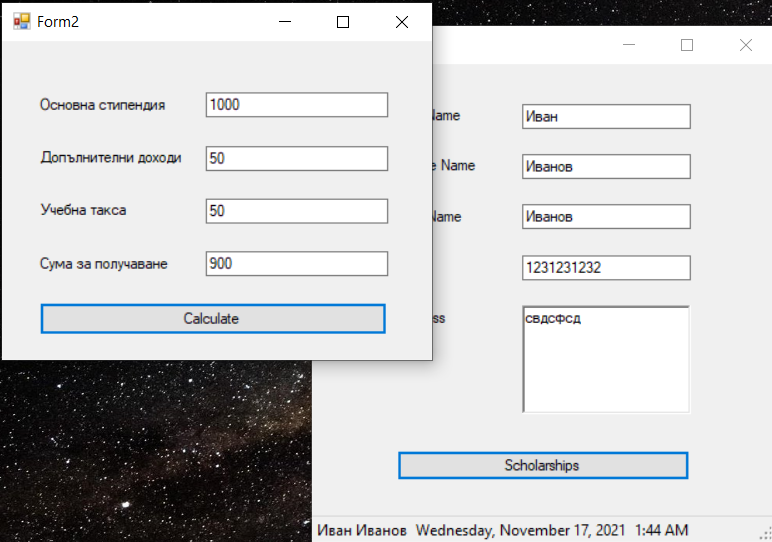 Form2
Основна стипендия 1000
Допълнителни доходи 50
Учебна такса 50
Сума за получаване 900
Calculate
Name Иван
Name Иванов
Name Иванов
1231231232
свдсфсд
Scholarships
Иван Иванов Wednesday, November 17, 2021 1:44 AM